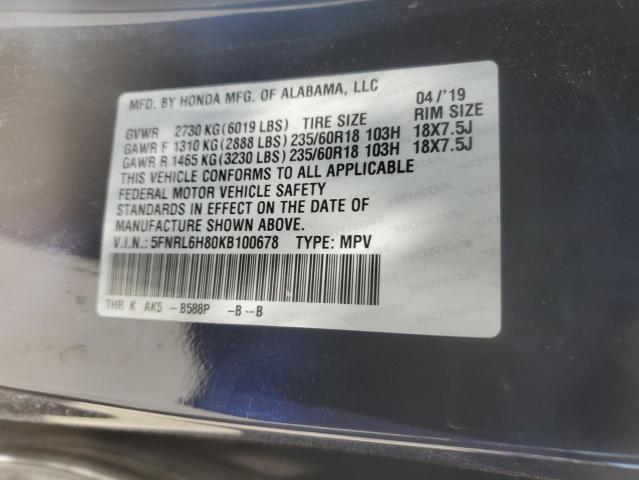 MFD. BY HONDA MFG. OF ALABAMA, LLC 04/'19
GVWR 2730 KG(6019 LBS) TIRE SIZE RIM SIZE
GAWR F 1310 KG(2888 LBS)235/60R18 103H 18X7.5J
GAWR R 1465 KG(3230 LBS)235/60R18 103H 18X7.5J
THIS VEHICLE CONFORMS TO ALL APPLICABLE
FEDERAL MOTOR VEHICLE SAFETY
STANDARDS IN EFFECT ON THE DATE OF
MANUFACTURE SHOWN ABOVE.
V.I.N.: 5FNRL6H80KB100678 TYPE: MPV
THR K AK5 - B588P -B--B